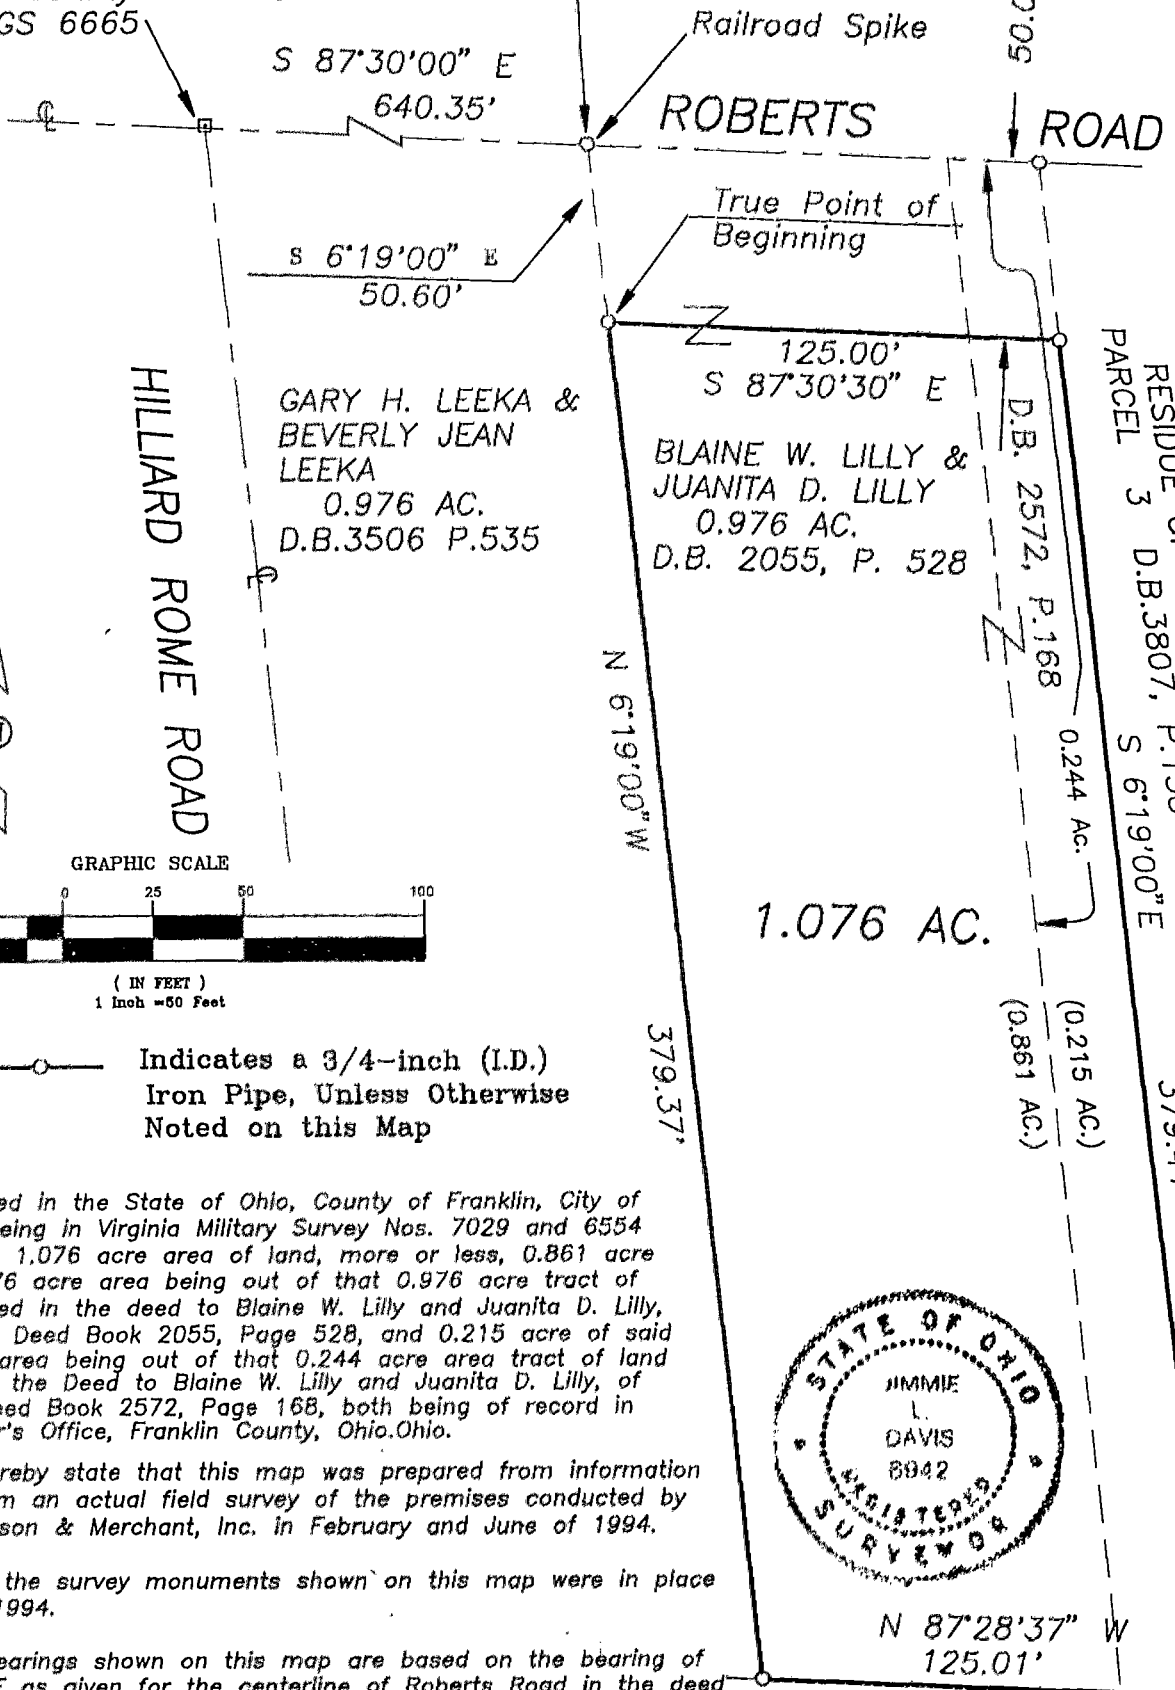 GS 6665
S 87°30'00" E
640.35'
Railroad Spike
ROBERTS ROAD
True Point of
Beginning
S 6°19'00" E
50.60'
125.00'
S 87°30'30" E
GARY H. LEEKA &
BEVERLY JEAN
LEEKA
0.976 AC.
D.B.3506 P.535
BLAINE W. LILLY &
JUANITA D. LILLY
0.976 AC.
D.B. 2055, P. 528
D.B. 2572, P.168
0.244 Ac.
PARCEL 3 D.B.3807,
S 6°19'00"E
HILLIARD ROME ROAD
N 6°19'00"W
379.37'
1.076 AC.
(0.215 AC.)
(0.861 AC.)
GRAPHIC SCALE
0 25 50 100
( IN FEET )
1 Inch =50 Feet
Indicates a 3/4-inch (I.D.)
Iron Pipe, Unless Otherwise
Noted on this Map
ed in the State of Ohio, County of Franklin, City of
eing in Virginia Military Survey Nos. 7029 and 6554
1.076 acre area of land, more or less, 0.861 acre
76 acre area being out of that 0.976 acre tract of
ed in the deed to Blaine W. Lilly and Juanita D. Lilly,
Deed Book 2055, Page 528, and 0.215 acre of said
area being out of that 0.244 acre area tract of land
the Deed to Blaine W. Lilly and Juanita D. Lilly, of
eed Book 2572, Page 168, both being of record in
r's Office, Franklin County, Ohio.Ohio.
reby state that this map was prepared from information
m an actual field survey of the premises conducted by
son & Merchant, Inc. in February and June of 1994.
the survey monuments shown on this map were in place
1994.
earings shown on this map are based on the bearing of
E as given for the centerline of Roberts Road in the deed
STATE OF OHIO
JIMMIE
L.
DAVIS
8942
REGISTERED
SURVEYOR
N 87°28'37" W
125.01'